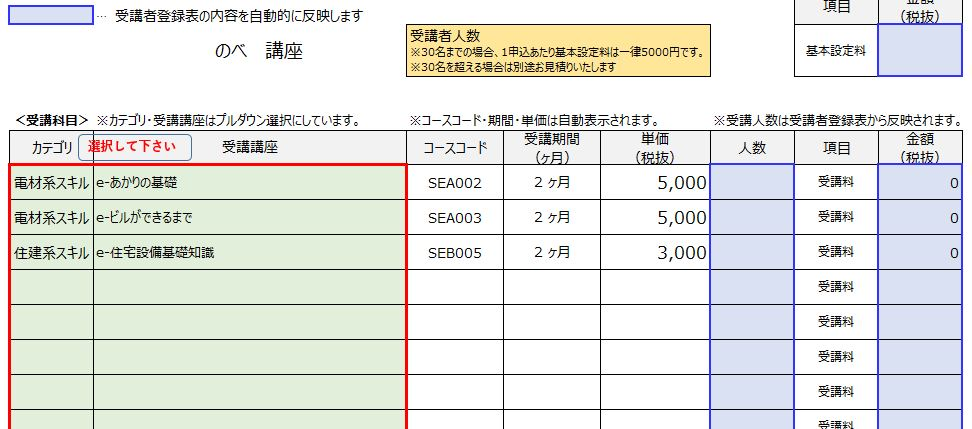 … 受講者登録表の内容を自動的に反映します
項目 金額
(税抜)
のべ 講座
受講者人数
※30名までの場合、1申込あたり基本設定料は一律5000円です。
※30名を超える場合は別途お見積りいたします
基本設定料
＜受講科目＞ ※カテゴリ・受講講座はプルダウン選択にしています。 ※コースコード・期間・単価は自動表示されます。 ※受講人数は受講者登録表から反映されます。
カテゴリ 選択して下さい 受講講座 コースコード 受講期間 単価 人数 項目 金額
(ヶ月) (税抜) (税抜)
電材系スキル e-あかりの基礎 SEA002 2 ヶ月 5,000 受講料 0
電材系スキル e-ビルができるまで SEA003 2 ヶ月 5,000 受講料 0
住建系スキル e-住宅設備基礎知識 SEB005 2 ヶ月 3,000 受講料 0
受講料
受講料
受講料
受講料
受講料